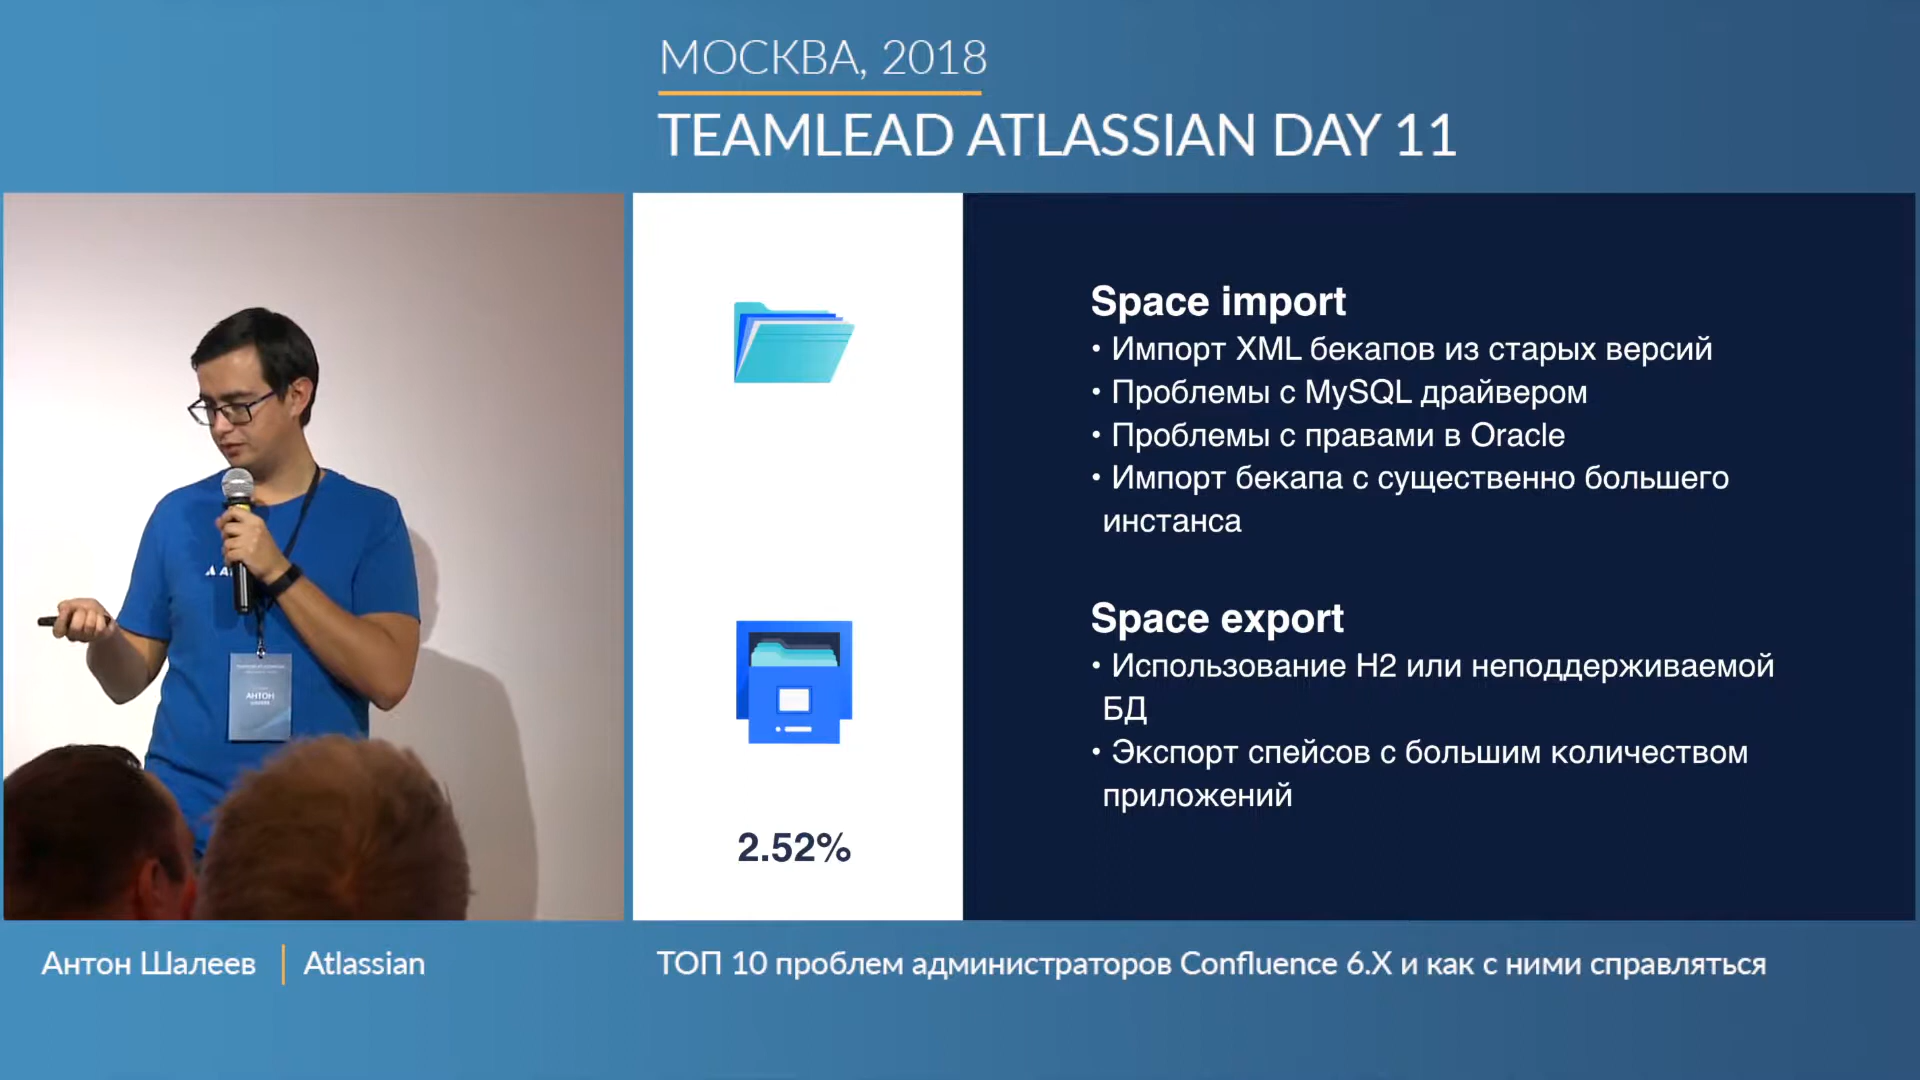 МОСКВА, 2018
TEAMLEAD ATLASSIAN DAY 11
АНТОН
Space import
• Импорт XML бекапов из старых версий
• Проблемы с MySQL драйвером
• Проблемы с правами в Oracle
• Импорт бекапа с существенно большего
инстанса
Space export
• Использование H2 или неподдерживаемой
БД
• Экспорт спейсов с большим количеством
приложений
2.52%
Антон Шалеев
Atlassian
ТОП 10 проблем администраторов Confluence 6.X и как с ними справляться